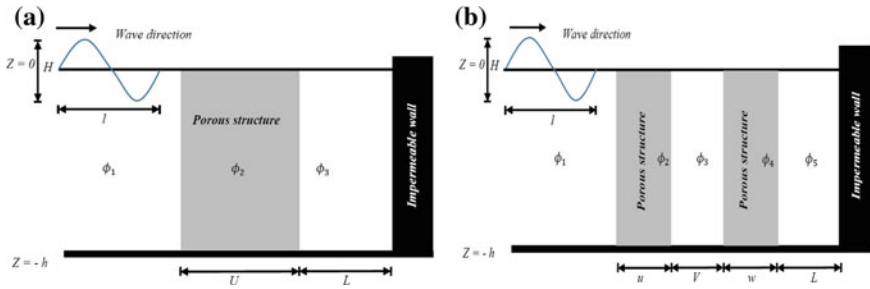 (a)
Wave direction
Z = 0
H
l
Porous structure
ϕ1
ϕ2
ϕ3
Impermeable wall
Z = - h
U
L
(b)
Wave direction
Z = 0
H
l
ϕ1
Porous structure
ϕ2
ϕ3
Porous structure
ϕ4
ϕ5
Impermeable wall
Z = - h
u
V
w
L